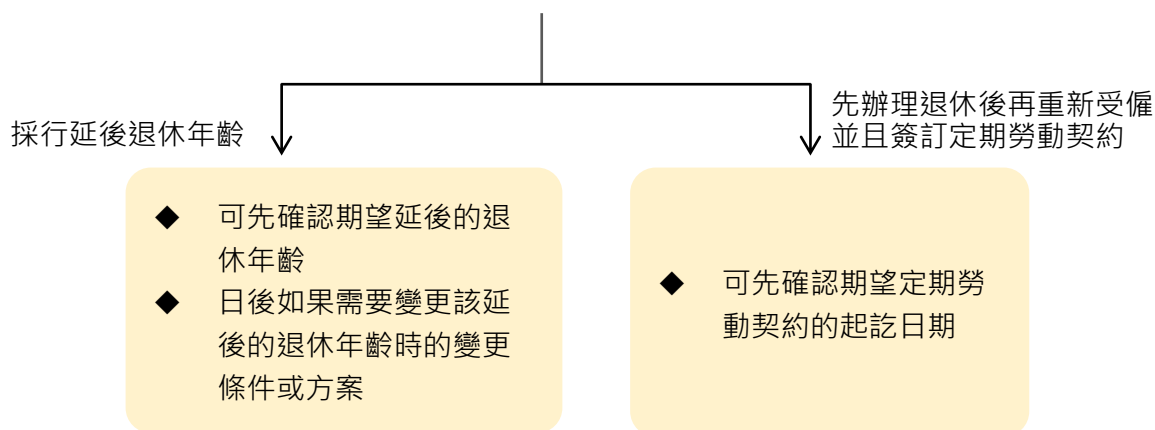 採行延後退休年齡
先辦理退休後再重新受僱
並且簽訂定期勞動契約
◆ 可先確認期望延後的退
休年齡
◆ 日後如果需要變更該延
後的退休年齡時的變更
條件或方案
◆ 可先確認期望定期勞
動契約的起訖日期